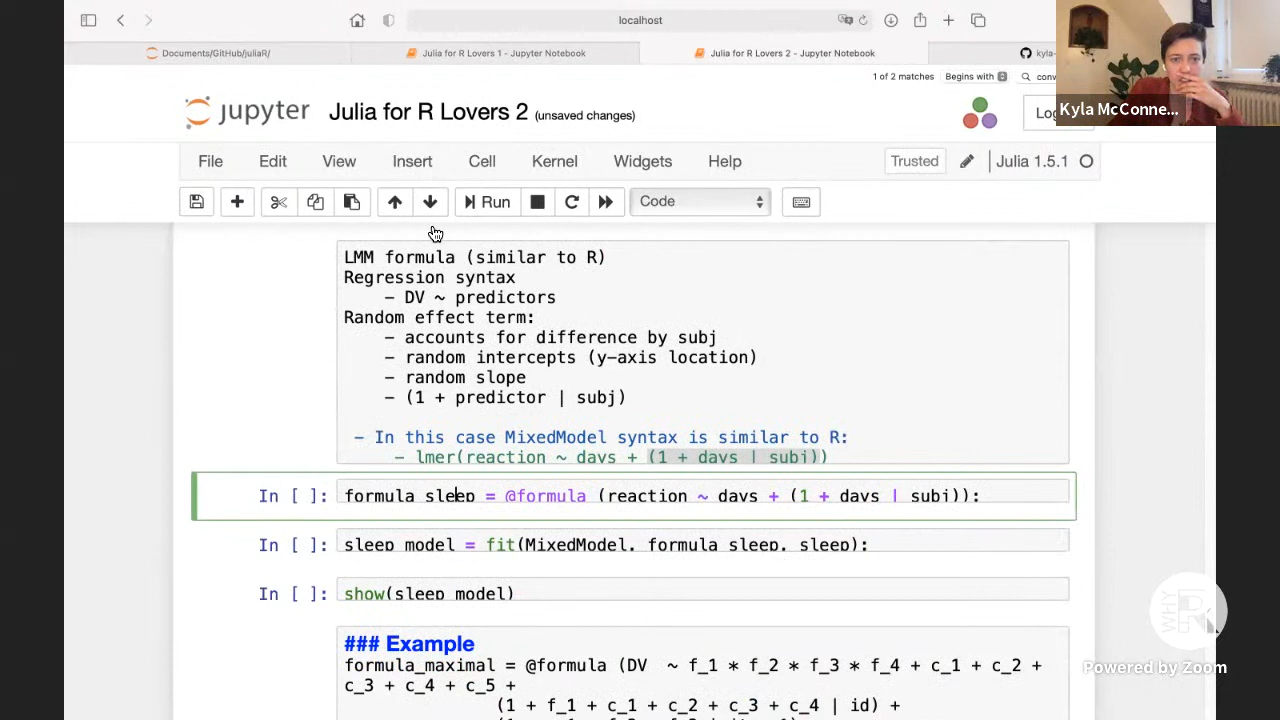 localhost
Documents/GitHub/juliaR/
Julia for R Lovers 1 - Jupyter Notebook
Julia for R Lovers 2 - Jupyter Notebook
kyla-
1 of 2 matches
Begins with
conv
jupyter
Julia for R Lovers 2 (unsaved changes)
Kyla McConne...
File
Edit
View
Insert
Cell
Kernel
Widgets
Help
Trusted
Julia 1.5.1
Run
Code
LMM formula (similar to R)
Regression syntax
- DV ~ predictors
Random effect term:
- accounts for difference by subj
- random intercepts (y-axis location)
- random slope
- (1 + predictor | subj)
- In this case MixedModel syntax is similar to R:
- lmer(reaction ~ days + (1 + days | subj))
In [ ]: formula_sleep = @formula (reaction ~ days + (1 + days | subj));
In [ ]: sleep_model = fit(MixedModel, formula_sleep, sleep);
In [ ]: show(sleep_model)
### Example
formula_maximal = @formula (DV ~ f_1 * f_2 * f_3 * f_4 + c_1 + c_2 +
c_3 + c_4 + c_5 +
(1 + f_1 + c_1 + c_2 + c_3 + c_4 | id) +
WHY R
Powered by Zoom